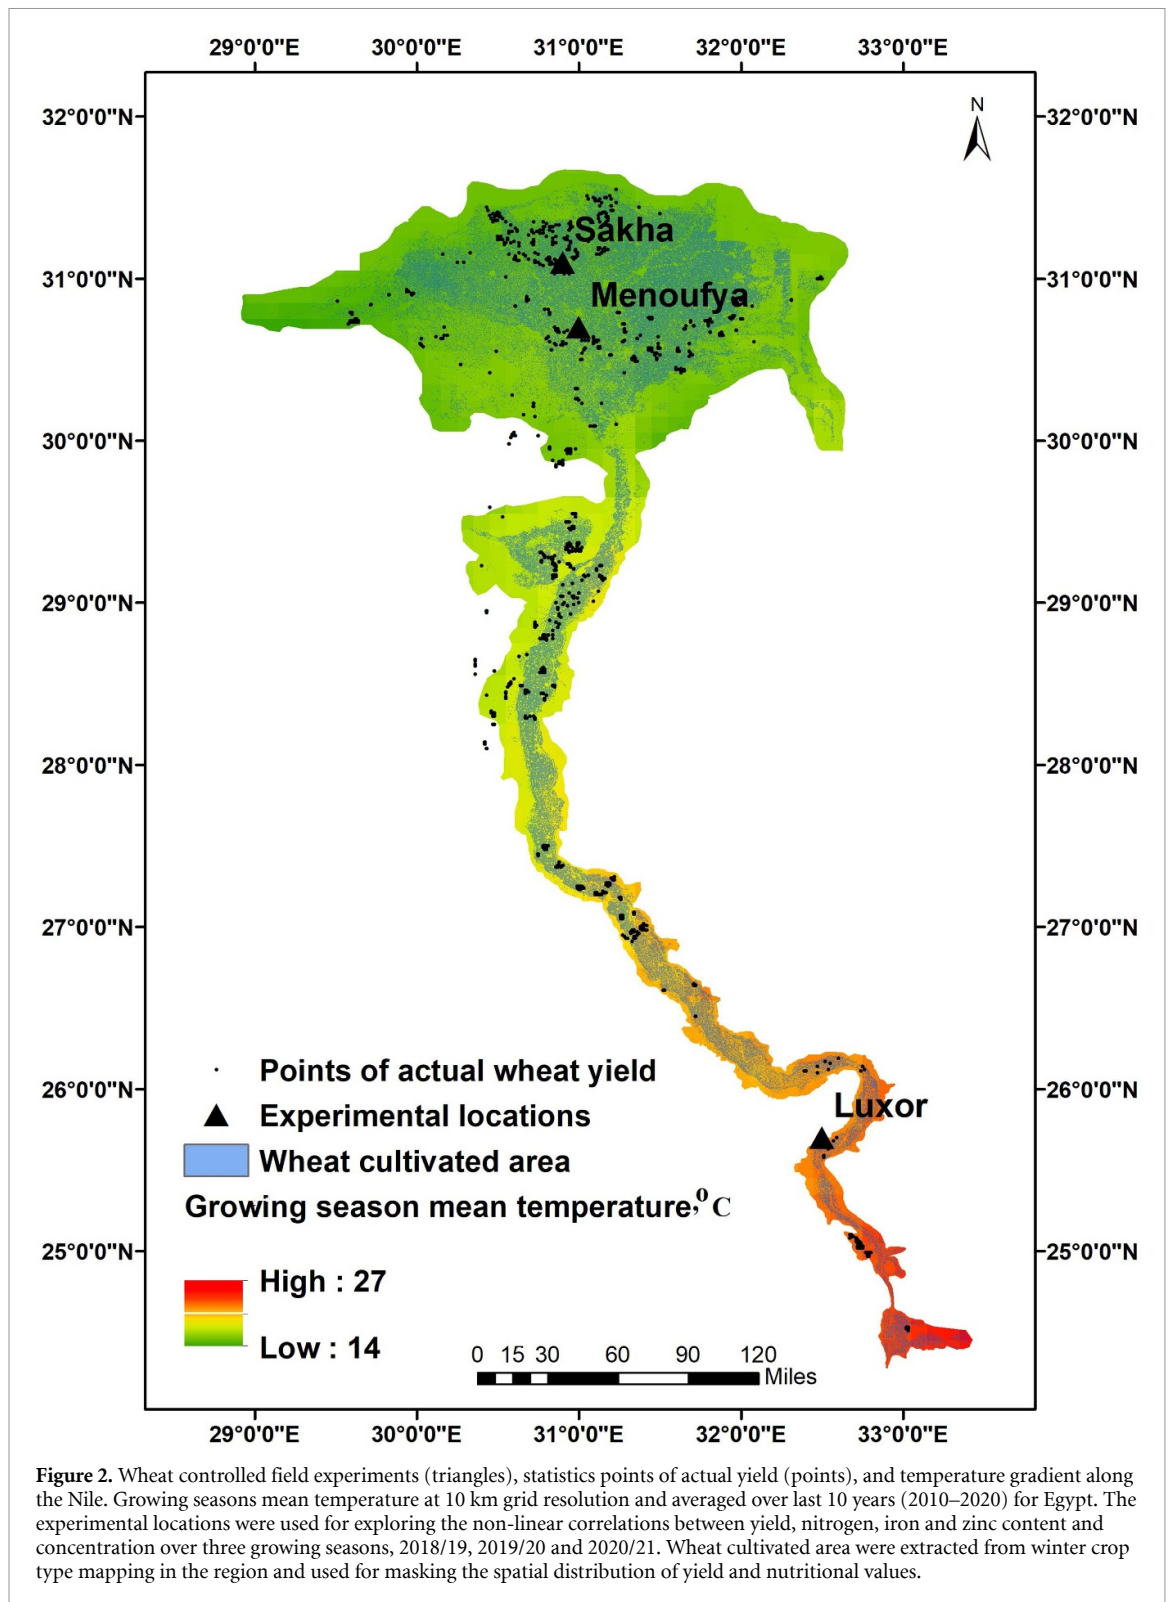 29°0'0"E 30°0'0"E 31°0'0"E 32°0'0"E 33°0'0"E
32°0'0"N 32°0'0"N
N
Sakha
31°0'0"N 31°0'0"N
Menoufya
30°0'0"N 30°0'0"N
29°0'0"N 29°0'0"N
28°0'0"N 28°0'0"N
27°0'0"N 27°0'0"N
Points of actual wheat yield
26°0'0"N 26°0'0"N
Luxor
Experimental locations
Wheat cultivated area
Growing season mean temperature,°C
25°0'0"N 25°0'0"N
High : 27
Low : 14
0 15 30 60 90 120
Miles
29°0'0"E 30°0'0"E 31°0'0"E 32°0'0"E 33°0'0"E
Figure 2. Wheat controlled field experiments (triangles), statistics points of actual yield (points), and temperature gradient along
the Nile. Growing seasons mean temperature at 10 km grid resolution and averaged over last 10 years (2010–2020) for Egypt. The
experimental locations were used for exploring the non-linear correlations between yield, nitrogen, iron and zinc content and
concentration over three growing seasons, 2018/19, 2019/20 and 2020/21. Wheat cultivated area were extracted from winter crop
type mapping in the region and used for masking the spatial distribution of yield and nutritional values.